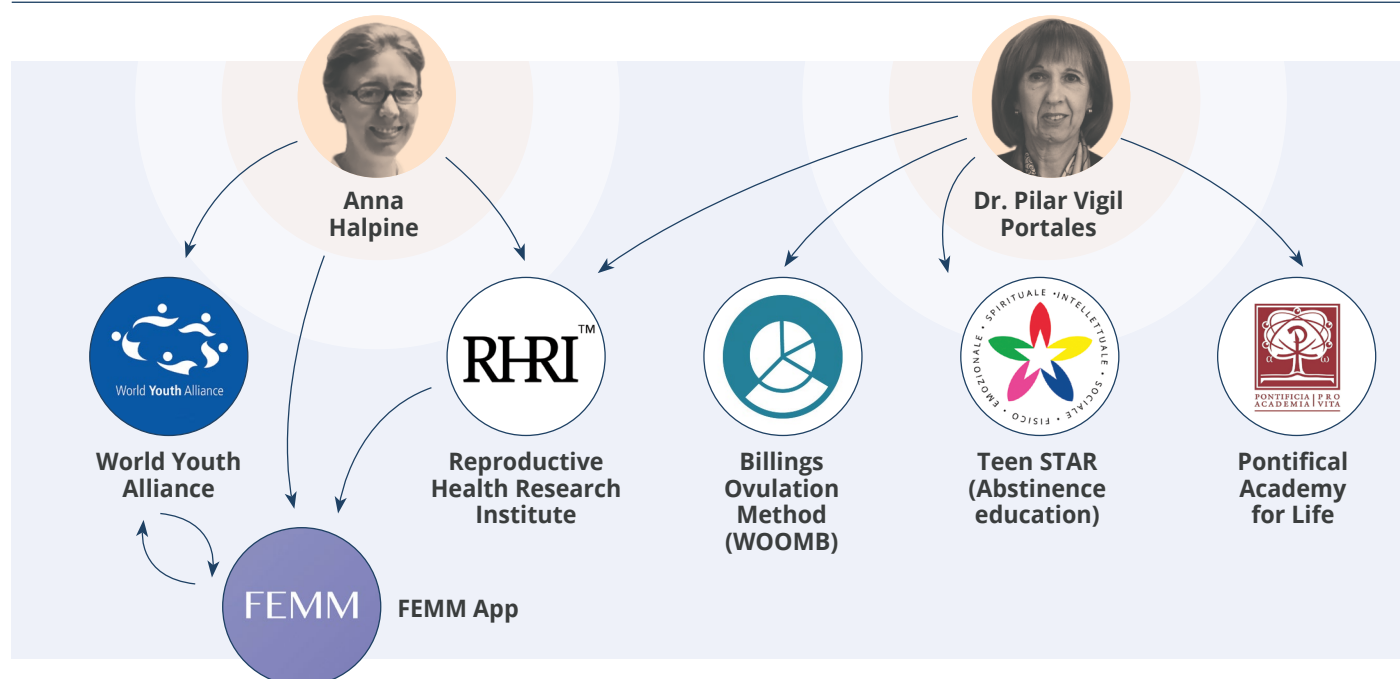 Anna
Halpine
Dr. Pilar Vigil
Portales
World Youth Alliance
RHRI™
EMOZIONALE • SPIRITUALE • INTELLETTUALE • SOCIALE • FISICO •
α ω
PONTIFICIA | PRO
ACADEMIA | VITA
World Youth
Alliance
Reproductive
Health Research
Institute
Billings
Ovulation
Method
(WOOMB)
Teen STAR
(Abstinence
education)
Pontifical
Academy
for Life
FEMM
FEMM App